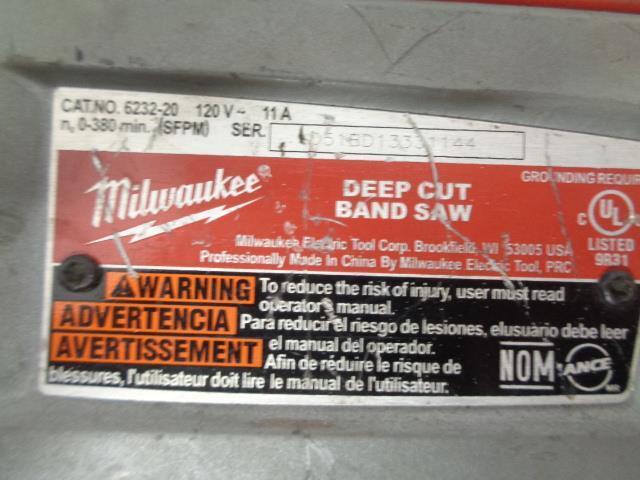 CAT.NO. 6232-20 120 V~ 11 A
n, 0-380 min. (SFPM) SER.
Milwaukee®
DEEP CUT
BAND SAW
GROUNDING
C UL
LISTED
9R31
Milwaukee Electric Tool Corp. Brookfield, WI 53005 USA
Professionally Made In China By Milwaukee Electric Tool, PRC
WARNING To reduce the risk of injury, user must read
operator's manual.
ADVERTENCIA Para reducir el riesgo de lesiones, elusuário debe leer
el manual del operador.
AVERTISSEMENT Afin de réduire le risque de
blessures, l'utilisateur doit lire le manual de l'utilisateur.
NOM
ANCE